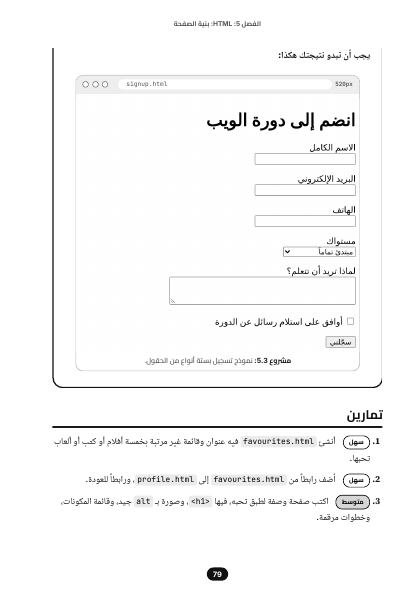 الفصل 5: HTML: بنية الصفحة
يجب أن تبدو نتيجتك هكذا:
signup.html 520px
انضم إلى دورة الويب
الاسم الكامل
البريد الإلكتروني
الهاتف
مستواك
مبتدئ تماماً
لماذا تريد أن تتعلم؟
أوافق على استلام رسائل عن الدورة
سجّلني
مشروع 5.3: نموذج تسجيل بستة أنواع من الحقول.
تمارين
1. سهل أنشئ favourites.html فيه عنوان وقائمة غير مرتبة بخمسة أفلام أو كتب أو ألعاب
تحبها.
2. سهل أضف رابطاً من favourites.html إلى profile.html، ورابطاً للعودة.
3. متوسط اكتب صفحة وصفة لطبق تحبه، فيها <h1>، وصورة بـ alt جيد، وقائمة المكونات،
وخطوات مرقمة.
79